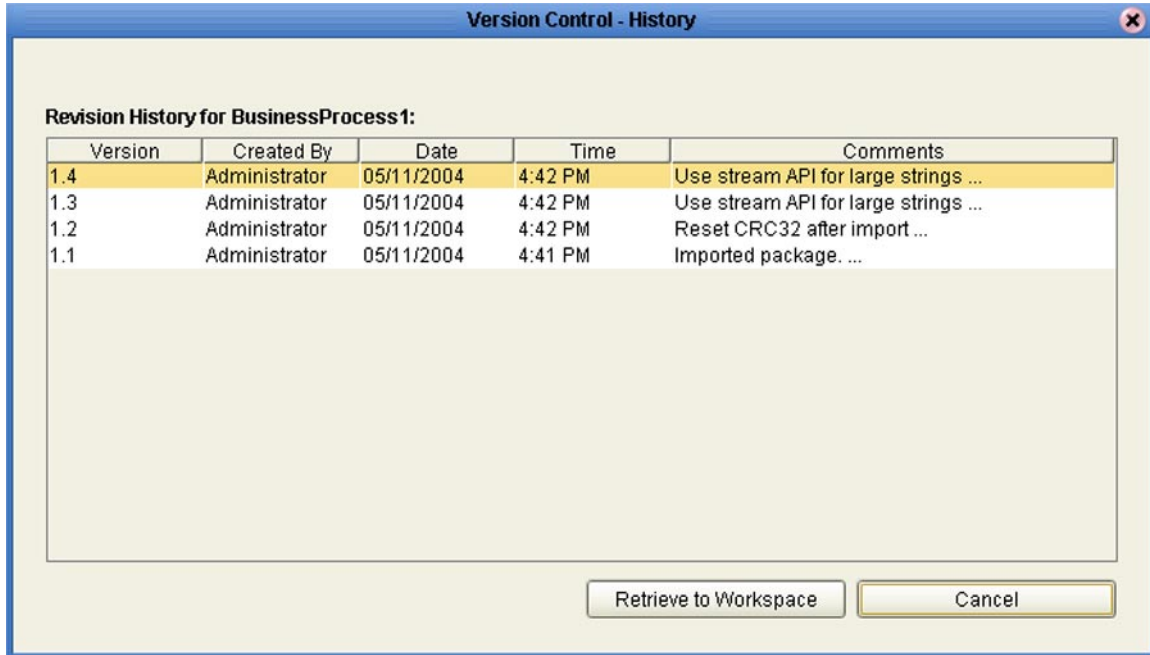 Version Control - History
Revision History for BusinessProcess1:
Version Created By Date Time Comments
1.4 Administrator 05/11/2004 4:42 PM Use stream API for large strings ...
1.3 Administrator 05/11/2004 4:42 PM Use stream API for large strings ...
1.2 Administrator 05/11/2004 4:42 PM Reset CRC32 after import ...
1.1 Administrator 05/11/2004 4:41 PM Imported package. ...
Retrieve to Workspace Cancel